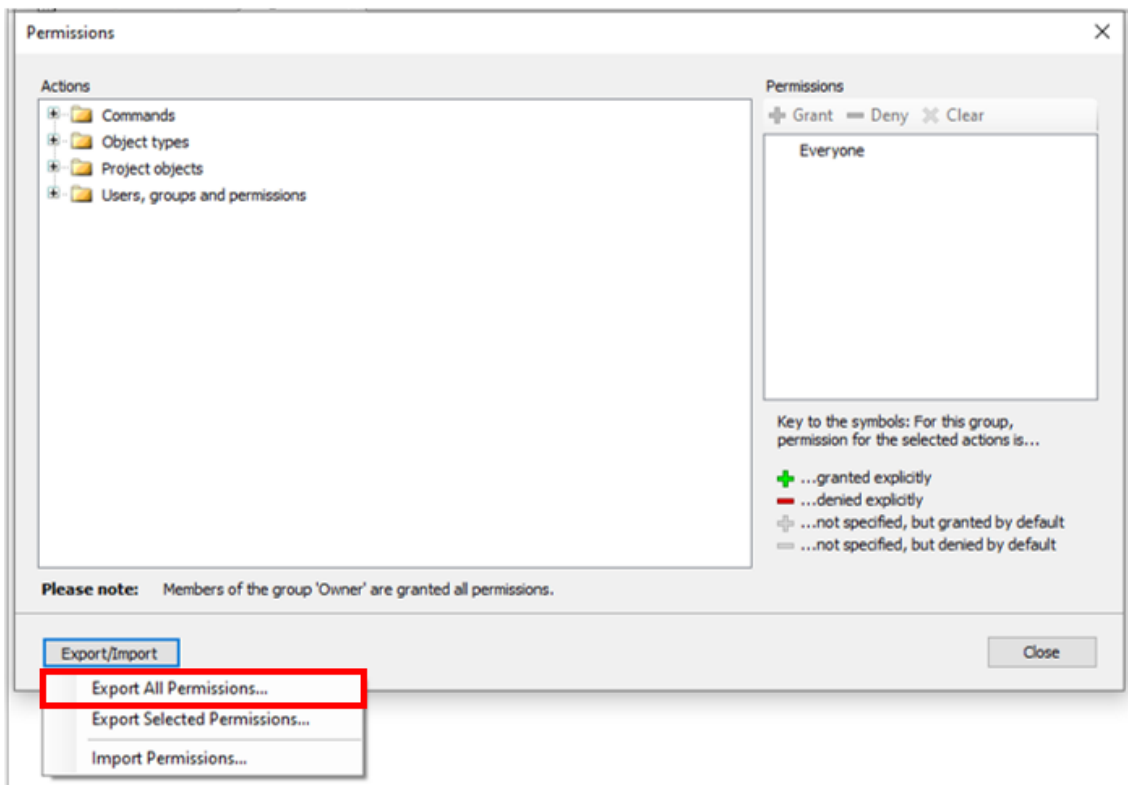 Permissions
Actions
Commands
Object types
Project objects
Users, groups and permissions
Permissions
Grant Deny Clear
Everyone
Key to the symbols: For this group,
permission for the selected actions is...
...granted explicitly
...denied explicitly
...not specified, but granted by default
...not specified, but denied by default
Please note: Members of the group 'Owner' are granted all permissions.
Export/Import
Close
Export All Permissions...
Export Selected Permissions...
Import Permissions...